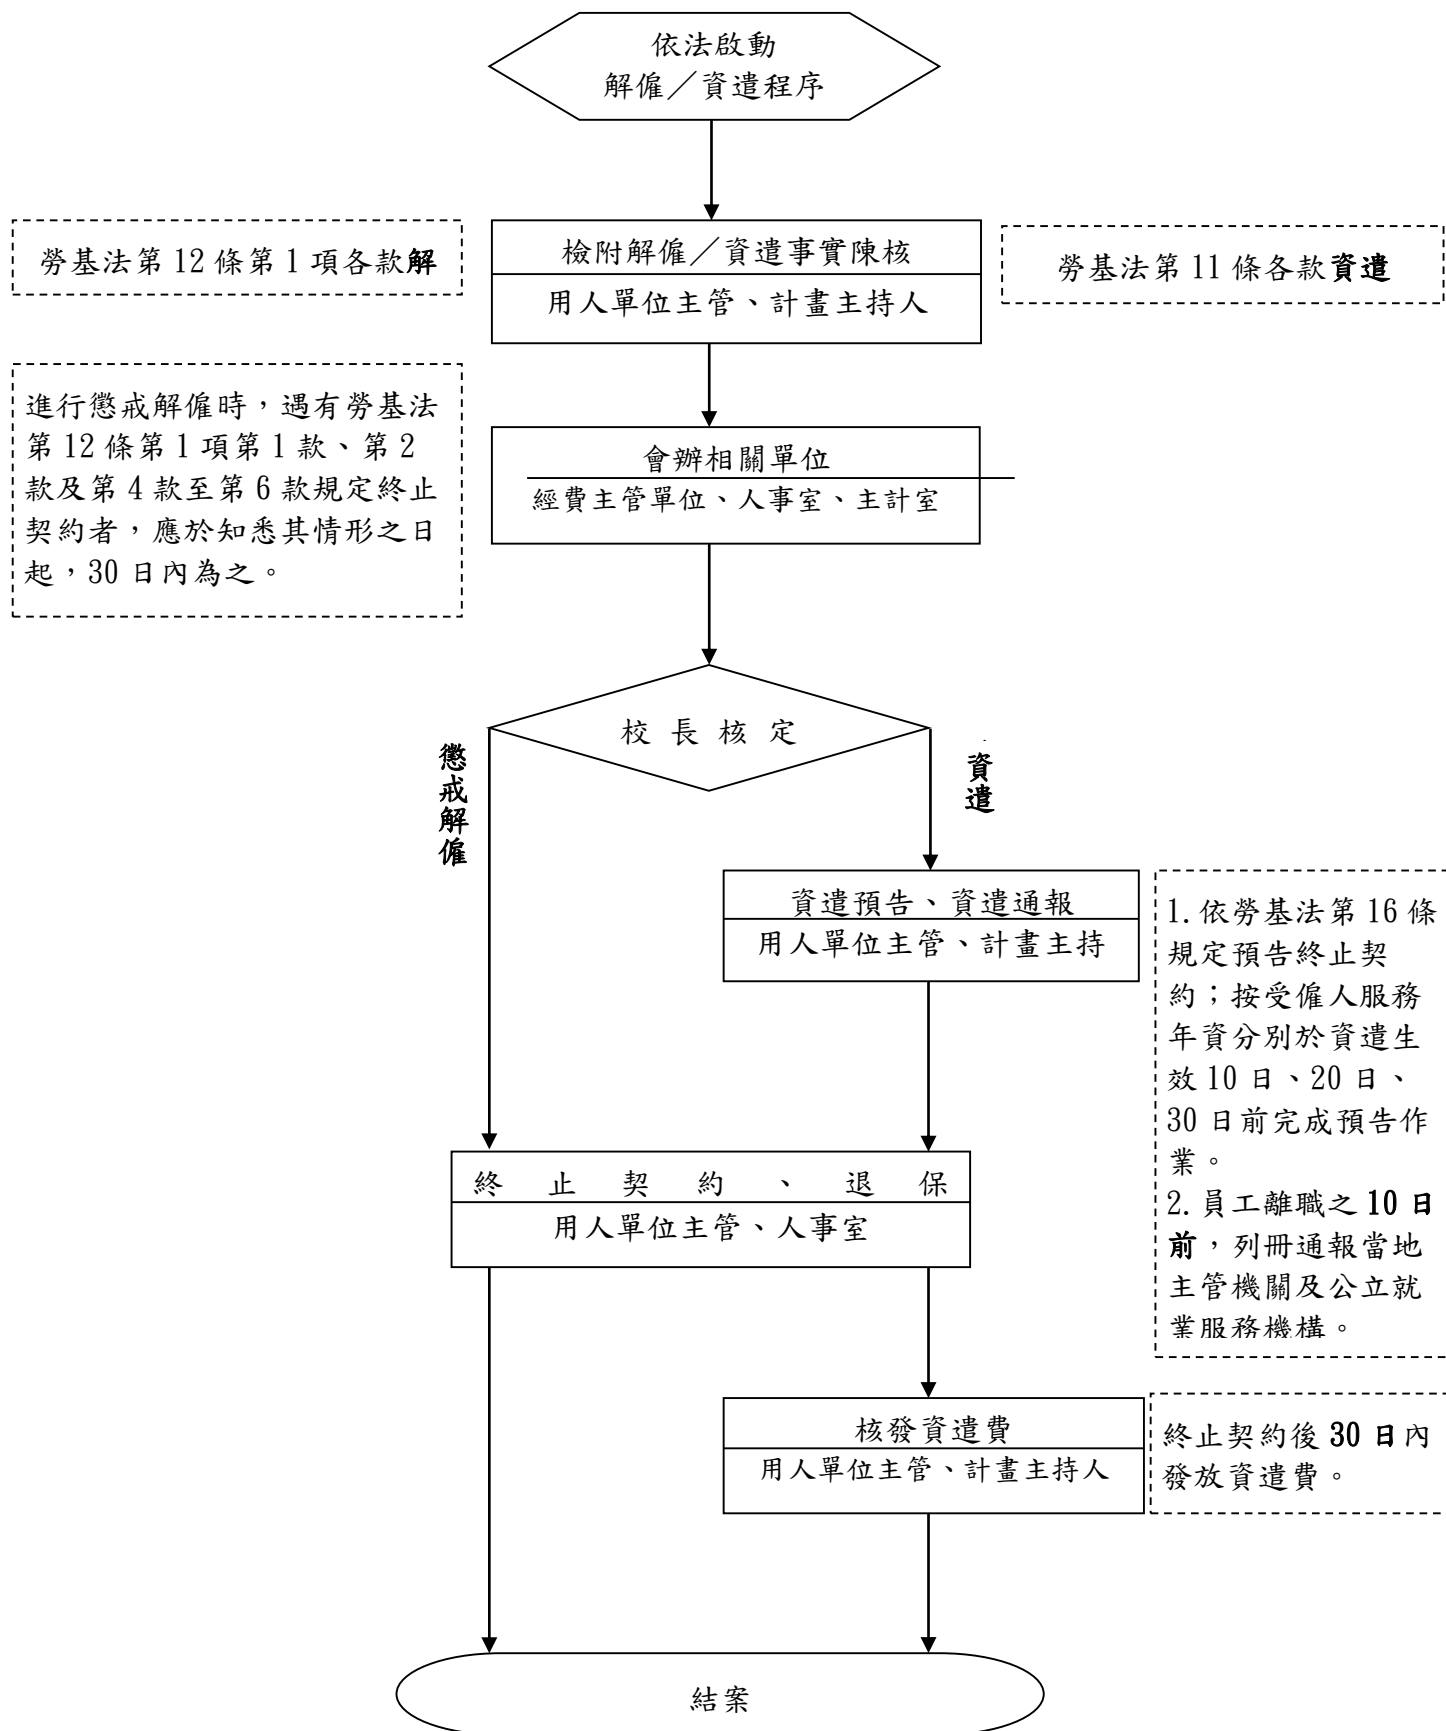 依法啟動
解僱／資遣程序
勞基法第12條第1項各款解
檢附解僱／資遣事實陳核
用人單位主管、計畫主持人
勞基法第11條各款資遣
進行懲戒解僱時，遇有勞基法
第12條第1項第1款、第2
款及第4款至第6款規定終止
契約者，應於知悉其情形之日
起，30日內為之。
會辦相關單位
經費主管單位、人事室、主計室
校長核定
懲戒解僱
資遣
資遣預告、資遣通報
用人單位主管、計畫主持
1.依勞基法第16條
規定預告終止契
約；按受僱人服務
年資分別於資遣生
效10日、20日、
30日前完成預告作
業。
2.員工離職之10日
前，列冊通報當地
主管機關及公立就
業服務機構。
終止契約、退保
用人單位主管、人事室
核發資遣費
用人單位主管、計畫主持人
終止契約後30日內
發放資遣費。
結案